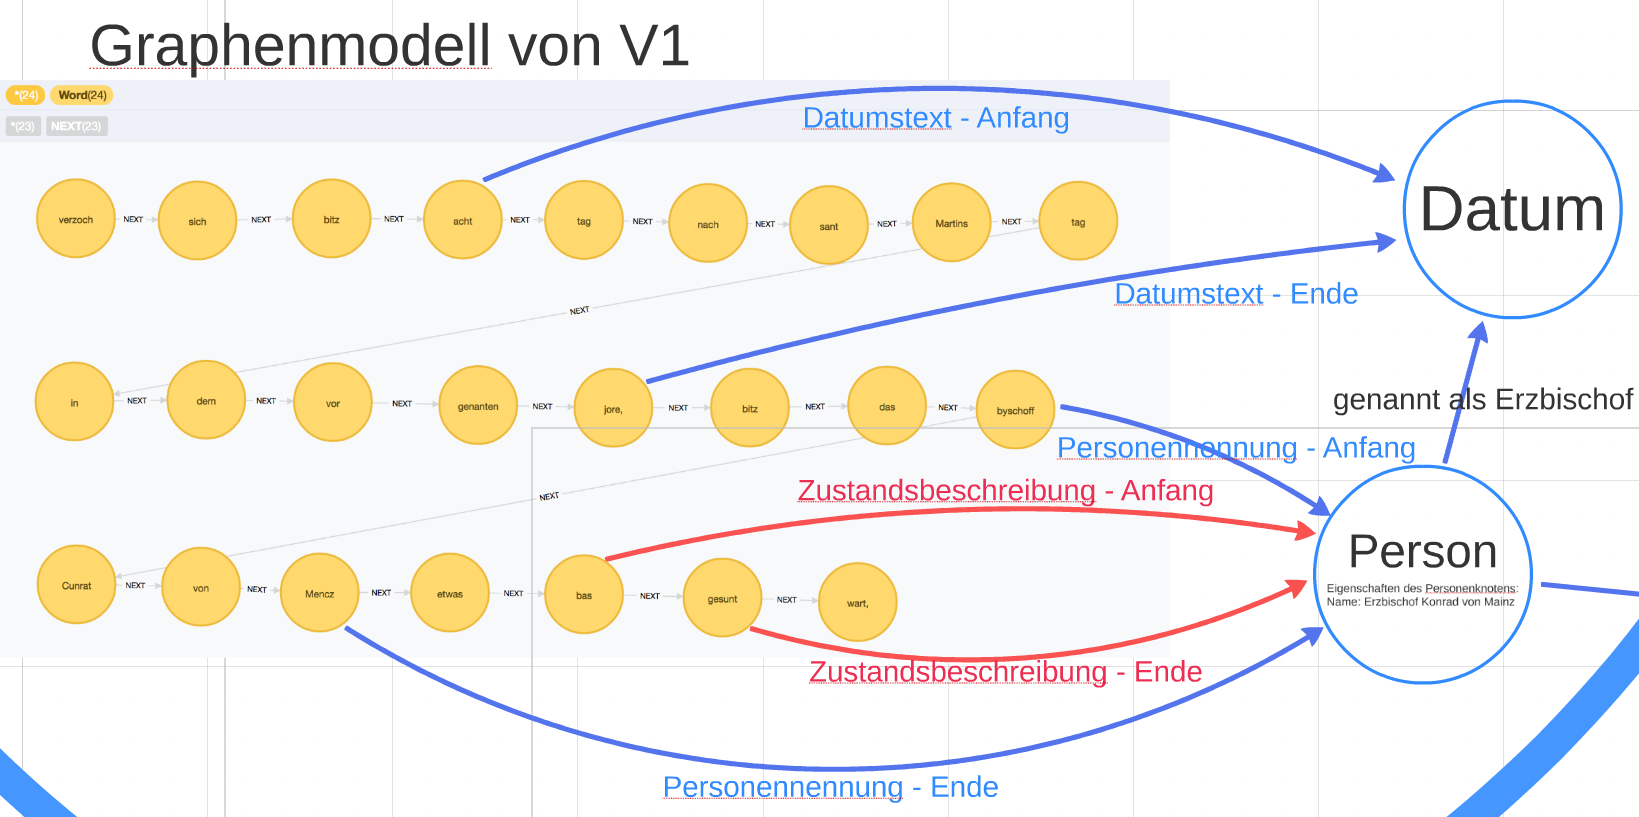 Graphenmodell von V1
*(24) Word(24)
*(23) NEXT(23)
Datumstext - Anfang
Datum
verzoch NEXT sich NEXT bitz NEXT acht NEXT tag NEXT nach NEXT sant NEXT Martins NEXT tag
NEXT
Datumstext - Ende
in NEXT dem NEXT vor NEXT genanten NEXT jore, NEXT bitz NEXT das NEXT byschoff
genannt als Erzbischof
Personennennung - Anfang
Zustandsbeschreibung - Anfang
NEXT
Person
Eigenschaften des Personenknotens:
Name: Erzbischof Konrad von Mainz
Cunrat NEXT von NEXT Mencz NEXT etwas NEXT bas NEXT gesunt NEXT wart,
Zustandsbeschreibung - Ende
Personennennung - Ende